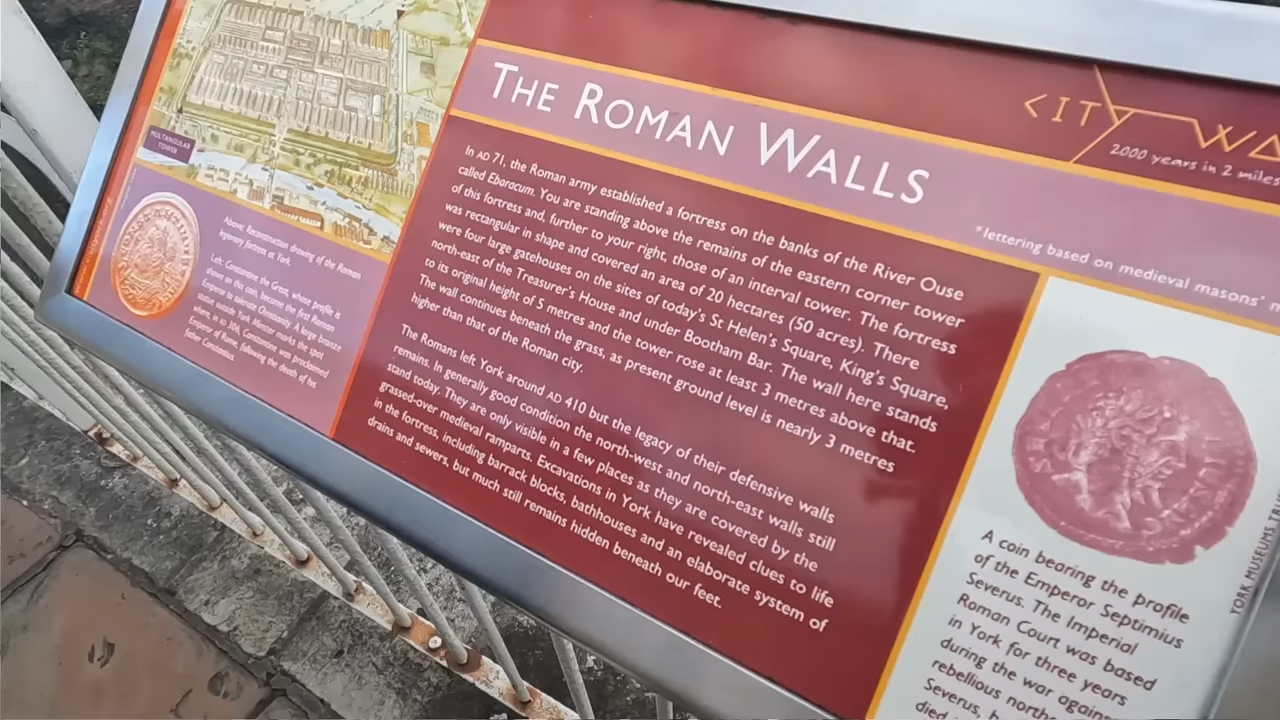 MULTANGULAR
TOWER
Above: Reconstruction drawing of the Roman
legionary fortress at York.
Left: Constantine the Great, whose profile is
shown on this coin, became the first Roman
Emperor to tolerate Christianity. A large bronze
statue outside York Minster marks the spot
where, in AD 306, Constantine was proclaimed
Emperor of Rome, following the death of his
father Constantius.
THE ROMAN WALLS
<CITY WA
2000 years in 2 miles
*lettering based on medieval masons'
In AD 71, the Roman army established a fortress on the banks of the River Ouse
called Eboracum. You are standing above the remains of the eastern corner tower
of this fortress and, further to your right, those of an interval tower. The fortress
was rectangular in shape and covered an area of 20 hectares (50 acres). There
were four large gatehouses on the sites of today's St Helen's Square, King's Square,
north-east of the Treasurer's House and under Bootham Bar. The wall here stands
to its original height of 5 metres and the tower rose at least 3 metres above that.
The wall continues beneath the grass, as present ground level is nearly 3 metres
higher than that of the Roman city.
The Romans left York around AD 410 but the legacy of their defensive walls
remains. In generally good condition the north-west and north-east walls still
stand today. They are only visible in a few places as they are covered by the
grassed-over medieval ramparts. Excavations in York have revealed clues to life
in the fortress, including barrack blocks, bathhouses and an elaborate system of
drains and sewers, but much still remains hidden beneath our feet.
A coin bearing the profile
of the Emperor Septimius
Severus. The Imperial
Roman Court was based
in York for three years
during the war again
rebellious north
Severus, h
died
YORK MUSEUMS TR